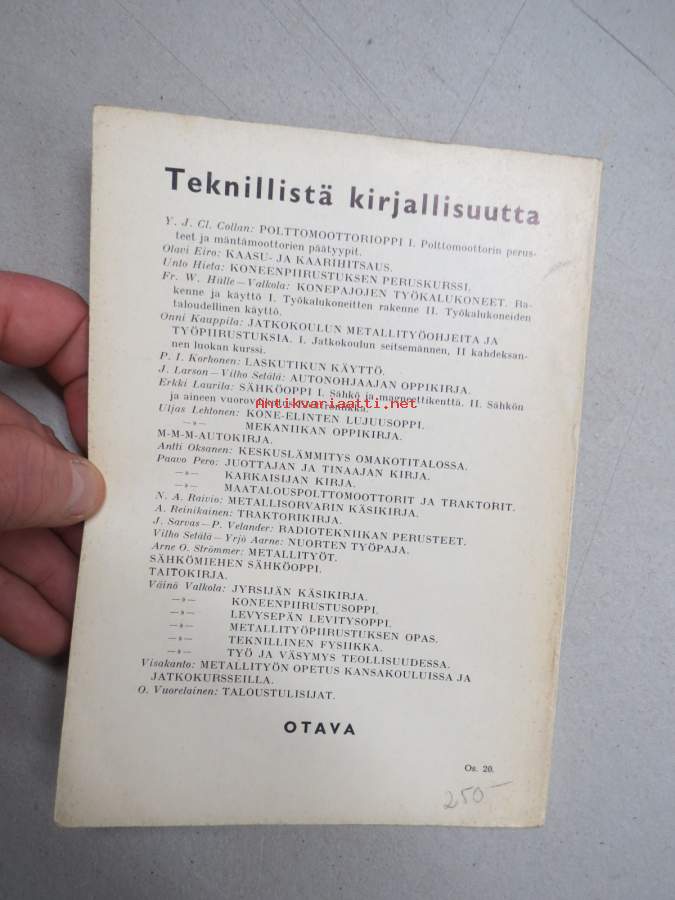 Teknillistä kirjallisuutta
Y. J. Cl. Collan: POLTTOMOOTTORIOPPI I. Polttomoottorin perus-
teet ja mäntämoottorien päätyypit.
Olavi Eiro: KAASU- JA KAARIHITSAUS.
Unto Hieta: KONEENPIIRUSTUKSEN PERUSKURSSI.
Fr. W. Hülle—Valkola: KONEPAJOJEN TYÖKALUKONEET. Ra-
kenne ja käyttö I. Työkalukoneitten rakenne II. Työkalukoneiden
taloudellinen käyttö.
Onni Kauppila: JATKOKOULUN METALLITYÖOHJEITA JA
TYÖPIIRUSTUKSIA. I. Jatkokoulun seitsemännen, II kahdeksan-
nen luokan kurssi.
P. I. Korhonen: LASKUTIKUN KÄYTTÖ.
J. Larson—Vilho Setälä: AUTONOHJAAJAN OPPIKIRJA.
Erkki Laurila: SÄHKÖOPPI I. Sähkö ja magneettikenttä. II. Sähkön
ja aineen
Antikvariaatti.net
Uljas Lehtonen: KONE-ELINTEN LUJUUSOPPI.
—»— MEKANIIKAN OPPIKIRJA.
M-M-M-AUTOKIRJA.
Antti Oksanen: KESKUSLÄMMITYS OMAKOTITALOSSA.
Paavo Pero: JUOTTAJAN JA TINAAJAN KIRJA.
—»— KARKAISIJAN KIRJA.
—»— MAATALOUSPOLTTOMOOTTORIT JA TRAKTORIT.
N. A. Raivio: METALLISORVARIN KÄSIKIRJA.
A. Reinikainen: TRAKTORIKIRJA.
J. Sarvas—P. Velander: RADIOTEKNIIKAN PERUSTEET.
Vilho Setälä—Yrjö Aarne: NUORTEN TYÖPAJA.
Arne O. Strömmer: METALLITYÖT.
SÄHKÖMIEHEN SÄHKÖOPPI.
TAITOKIRJA.
Väinö Valkola: JYRSIJÄN KÄSIKIRJA.
—»— KONEENPIIRUSTUSOPPI.
—»— LEVYSEPÄN LEVITYSOPPI.
—»— METALLITYÖPIIRUSTUKSEN OPAS.
—»— TEKNILLINEN FYSIIKKA.
—»— TYÖ JA VÄSYMYS TEOLLISUUDESSA.
Visakanto: METALLITYÖN OPETUS KANSAKOULUISSA JA
JATKOKURSSEILLA.
O. Vuorelainen: TALOUSTULISIJAT.
OTAVA
Os. 20.
250—